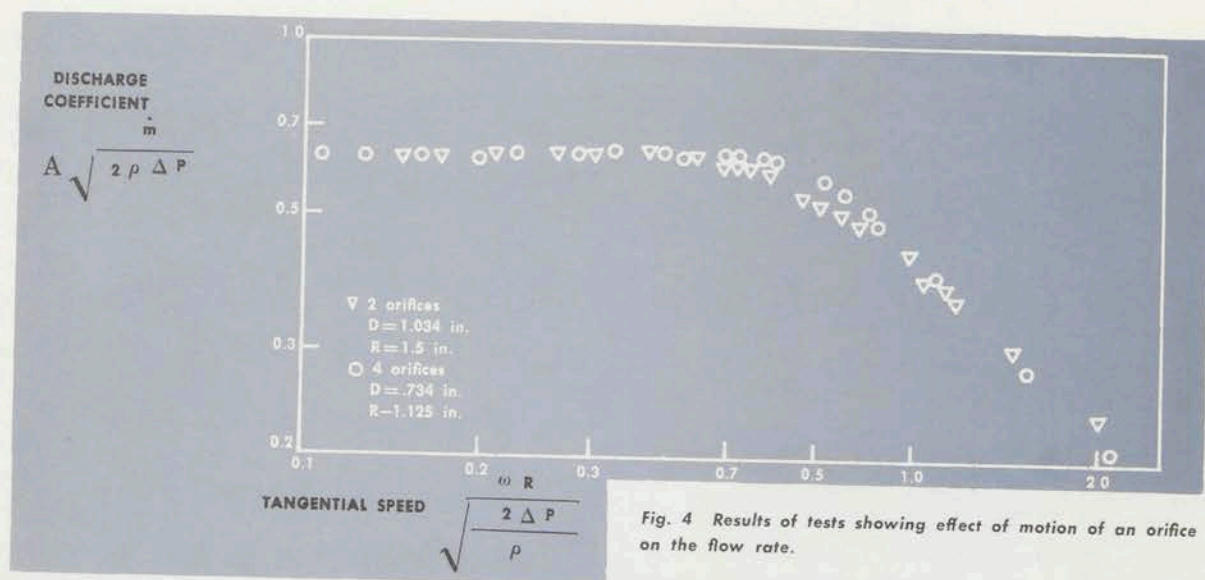 DISCHARGE
COEFFICIENT
ṁ
A √ 2 ρ Δ P
1.0
0.7
0.5
0.3
0.2
▽ 2 orifices
D=1.034 in.
R=1.5 in.
○ 4 orifices
D=.734 in.
R—1.125 in.
0.1 0.2 0.3 0.7 0.5 1.0 2.0
TANGENTIAL SPEED
ω R
√ 2 Δ P
ρ
Fig. 4 Results of tests showing effect of motion of an orifice
on the flow rate.